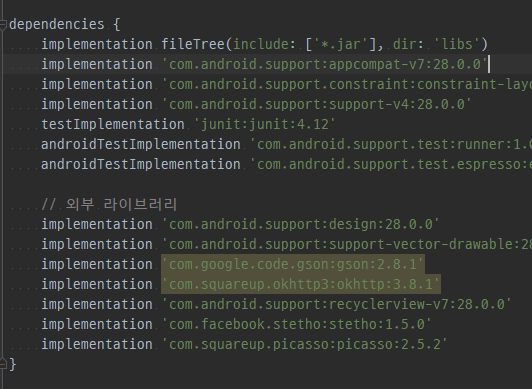 dependencies {
implementation fileTree(include: ['*.jar'], dir: 'libs')
implementation 'com.android.support:appcompat-v7:28.0.0'
implementation 'com.android.support.constraint:constraint-layo
implementation 'com.android.support:support-v4:28.0.0'
testImplementation 'junit:junit:4.12'
androidTestImplementation 'com.android.support.test:runner:1.0
androidTestImplementation 'com.android.support.test.espresso:e
// 외부 라이브러리
implementation 'com.android.support:design:28.0.0'
implementation 'com.android.support:support-vector-drawable:28
implementation 'com.google.code.gson:gson:2.8.1'
implementation 'com.squareup.okhttp3:okhttp:3.8.1'
implementation 'com.android.support:recyclerview-v7:28.0.0'
implementation 'com.facebook.stetho:stetho:1.5.0'
implementation 'com.squareup.picasso:picasso:2.5.2'
}